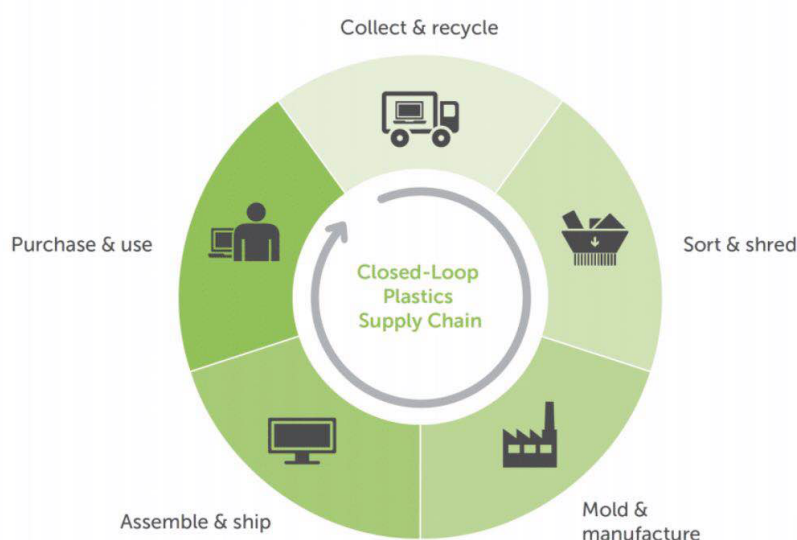 Collect & recycle
Purchase & use
Sort & shred
Closed-Loop
Plastics
Supply Chain
Assemble & ship
Mold &
manufacture